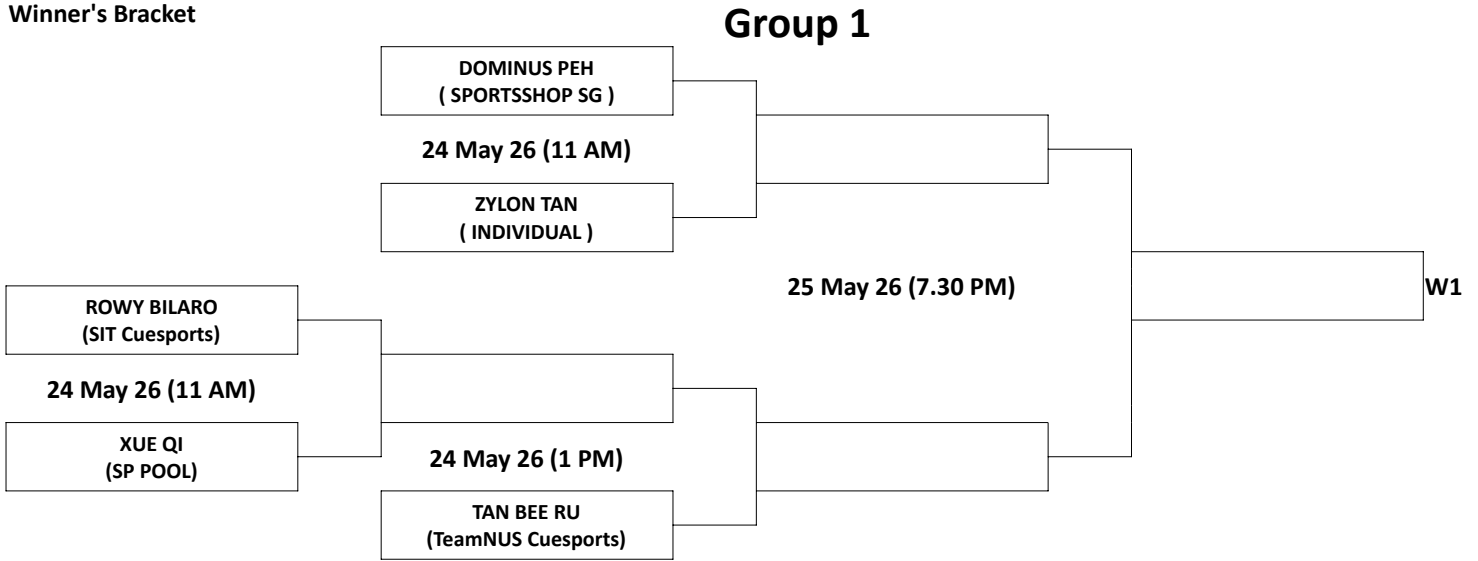 Winner's Bracket
Group 1
DOMINUS PEH
( SPORTSSHOP SG )
24 May 26 (11 AM)
ZYLON TAN
( INDIVIDUAL )
25 May 26 (7.30 PM)
W1
ROWY BILARO
(SIT Cuesports)
24 May 26 (11 AM)
XUE QI
(SP POOL)
24 May 26 (1 PM)
TAN BEE RU
(TeamNUS Cuesports)